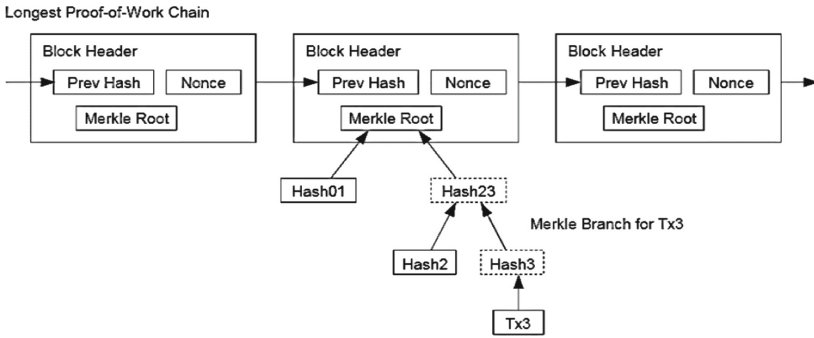 Longest Proof-of-Work Chain
Block Header
Prev Hash
Nonce
Merkle Root
Block Header
Prev Hash
Nonce
Merkle Root
Block Header
Prev Hash
Nonce
Merkle Root
Hash01
Hash23
Merkle Branch for Tx3
Hash2
Hash3
Tx3